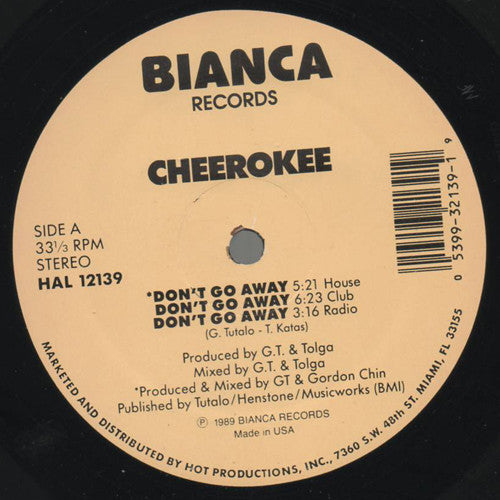 BIANCA
RECORDS
CHEEROKEE
SIDE A
33 1/3 RPM
STEREO
HAL 12139
*DON'T GO AWAY 5:21 House
DON'T GO AWAY 6:23 Club
DON'T GO AWAY 3:16 Radio
(G. Tutalo - T. Katas)
Produced by G.T. & Tolga
Mixed by G.T. & Tolga
*Produced & Mixed by GT & Gordon Chin
Published by Tutalo/Henstone/Musicworks (BMI)
℗ 1989 BIANCA RECORDS
Made in USA
MARKETED AND DISTRIBUTED BY HOT PRODUCTIONS, INC., 7360 S.W. 48th ST. MIAMI, FL 33155
0 5399-32139-1 9